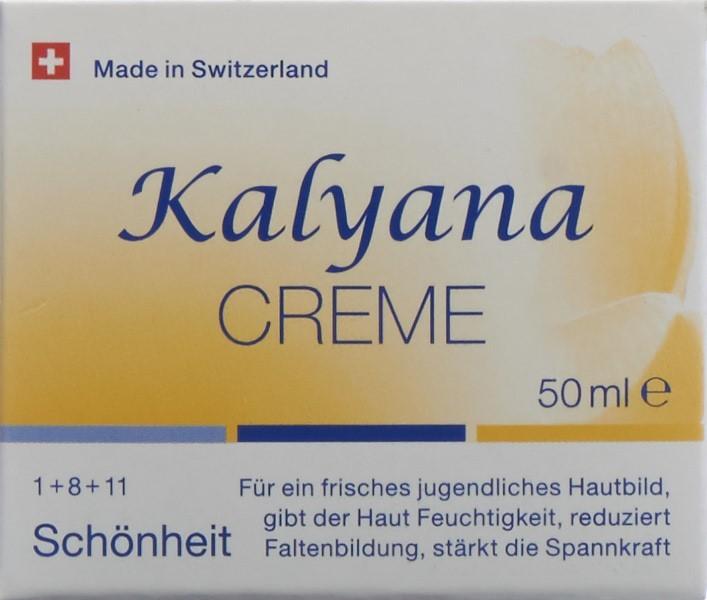 Made in Switzerland
Kalyana
CREME
50 ml ℮
1+8+11
Schönheit
Für ein frisches jugendliches Hautbild,
gibt der Haut Feuchtigkeit, reduziert
Faltenbildung, stärkt die Spannkraft